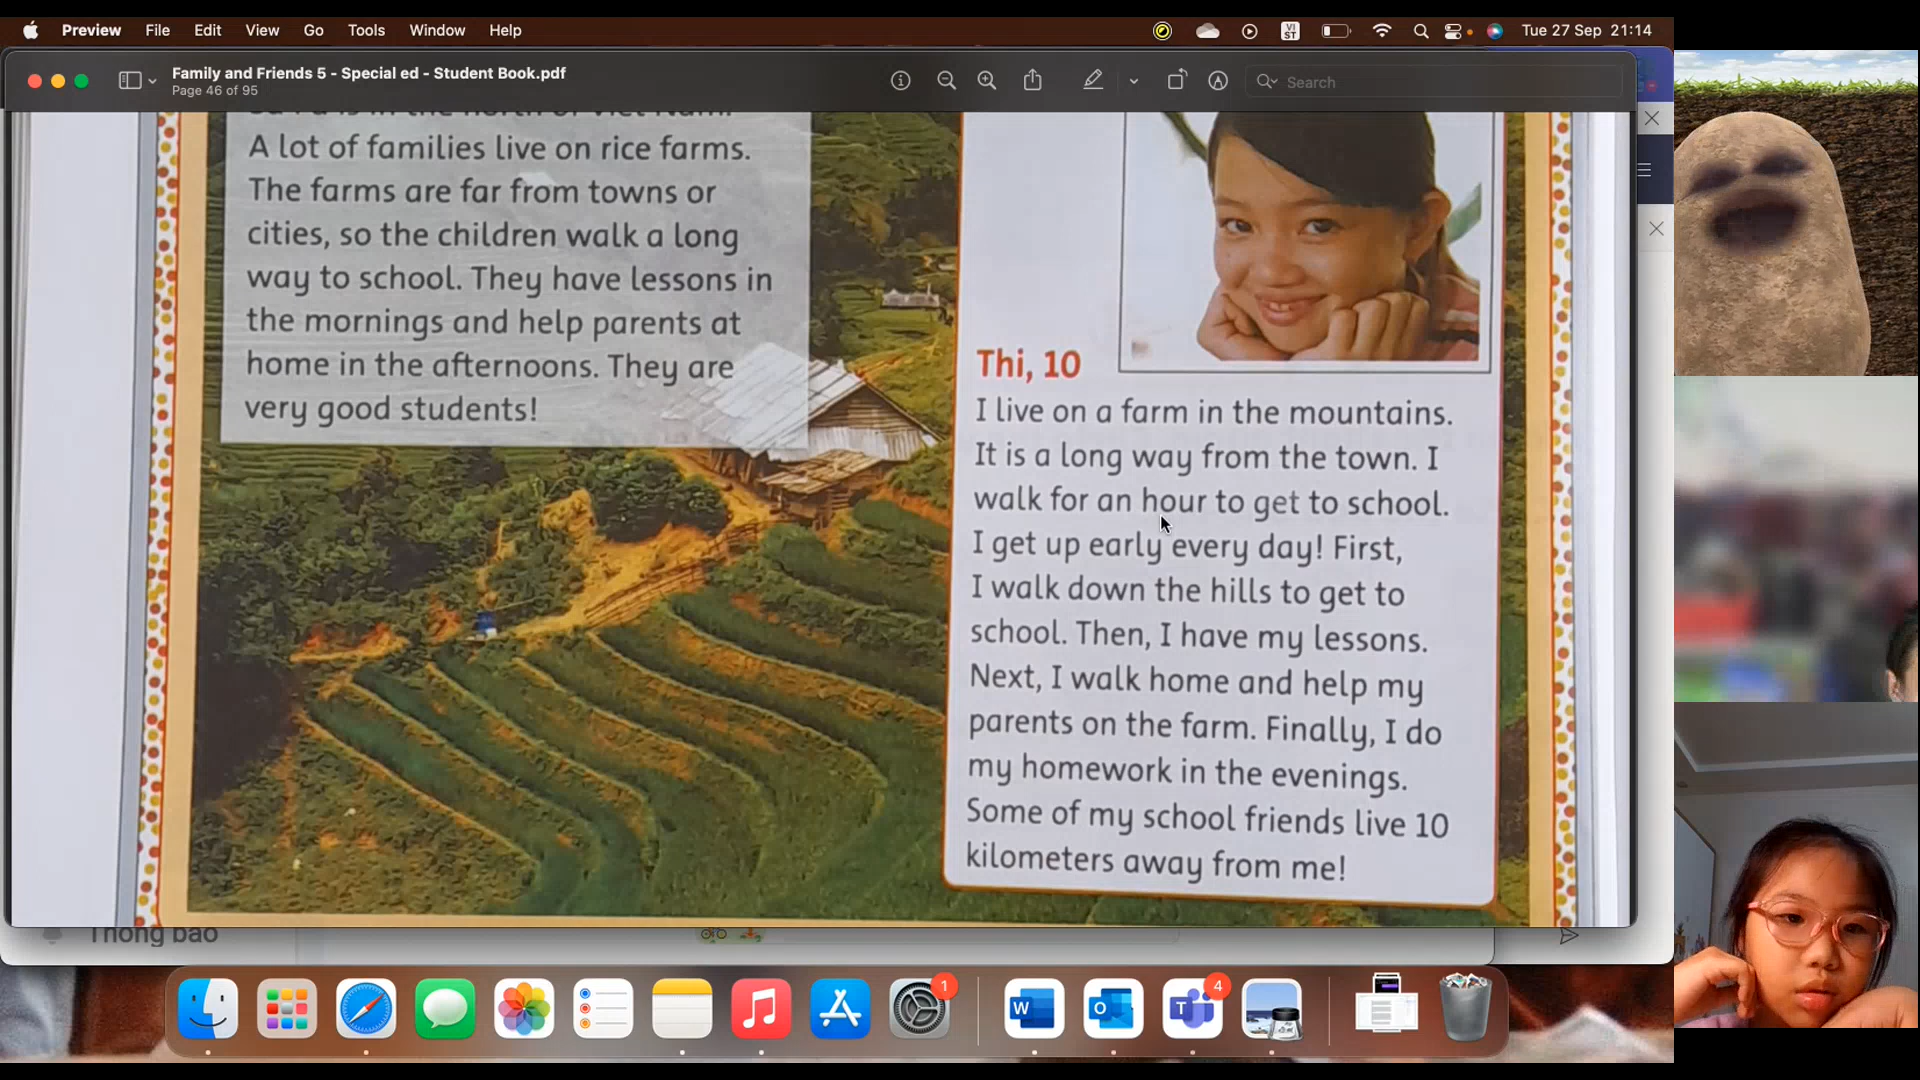 Preview File Edit View Go Tools Window Help
VI
ST
Tue 27 Sep 21:14
Family and Friends 5 - Special ed - Student Book.pdf
Page 46 of 95
Search
A lot of families live on rice farms.
The farms are far from towns or
cities, so the children walk a long
way to school. They have lessons in
the mornings and help parents at
home in the afternoons. They are
very good students!
Thi, 10
I live on a farm in the mountains.
It is a long way from the town. I
walk for an hour to get to school.
I get up early every day! First,
I walk down the hills to get to
school. Then, I have my lessons.
Next, I walk home and help my
parents on the farm. Finally, I do
my homework in the evenings.
Some of my school friends live 10
kilometers away from me!
Thông báo
1
W
O
T
4